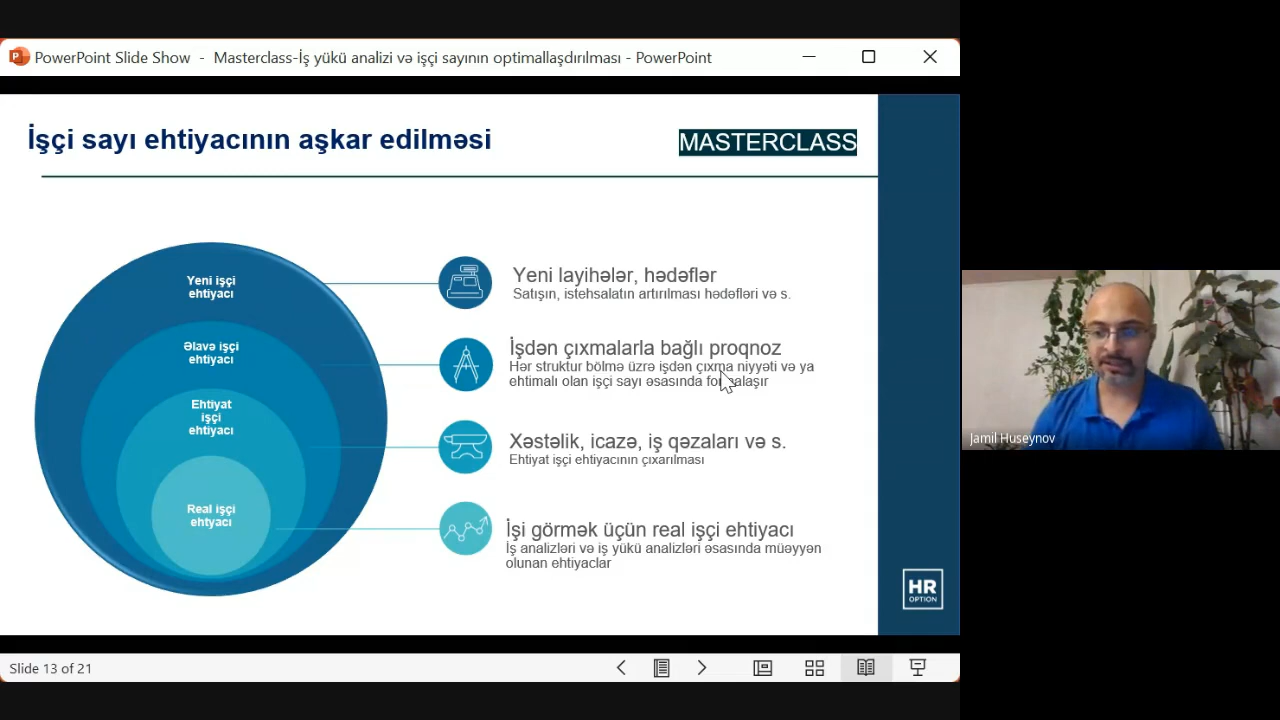 PowerPoint Slide Show - Masterclass-İş yükü analizi və işçi sayının optimallaşdırılması - PowerPoint
İşçi sayı ehtiyacının aşkar edilməsi
MASTERCLASS
Yeni işçi
ehtiyacı
Əlavə işçi
ehtiyacı
Ehtiyat
işçi
ehtiyacı
Real işçi
ehtyacı
Yeni layihələr, hədəflər
Satışın, istehsalatın artırılması hədəfləri və s.
İşdən çıxmalarla bağlı proqnoz
Hər struktur bölmə üzrə işdən çıxma niyyəti və ya
ehtimalı olan işçi sayı əsasında
Xəstəlik, icazə, iş qəzaları və s.
Ehtiyat işçi ehtiyacının çıxarılması
İşi görmək üçün real işçi ehtiyacı
İş analizləri və iş yükü analizləri əsasında müəyyən
olunan ehtiyaclar
HR
OPTION
Jamil Huseynov
Slide 13 of 21